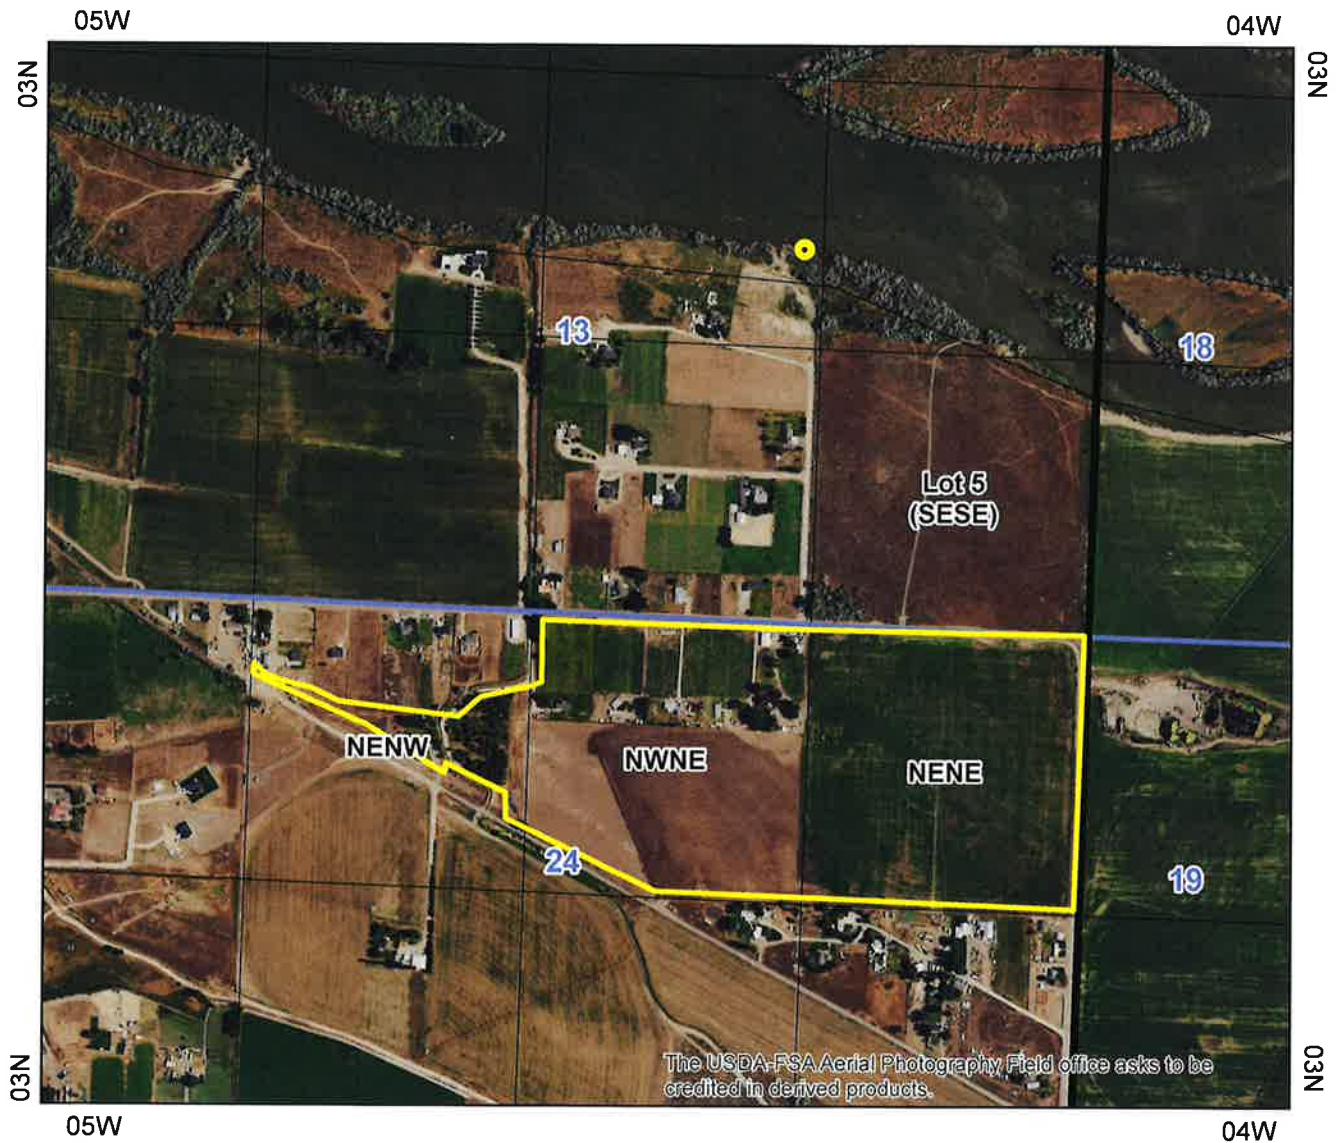 05W
04W
03N
03N
13
18
Lot 5
(SESE)
NENW
NWNE
NENE
24
19
The USDA-FSA Aerial Photography Field office asks to be
credited in derived products.
03N
03N
05W
04W